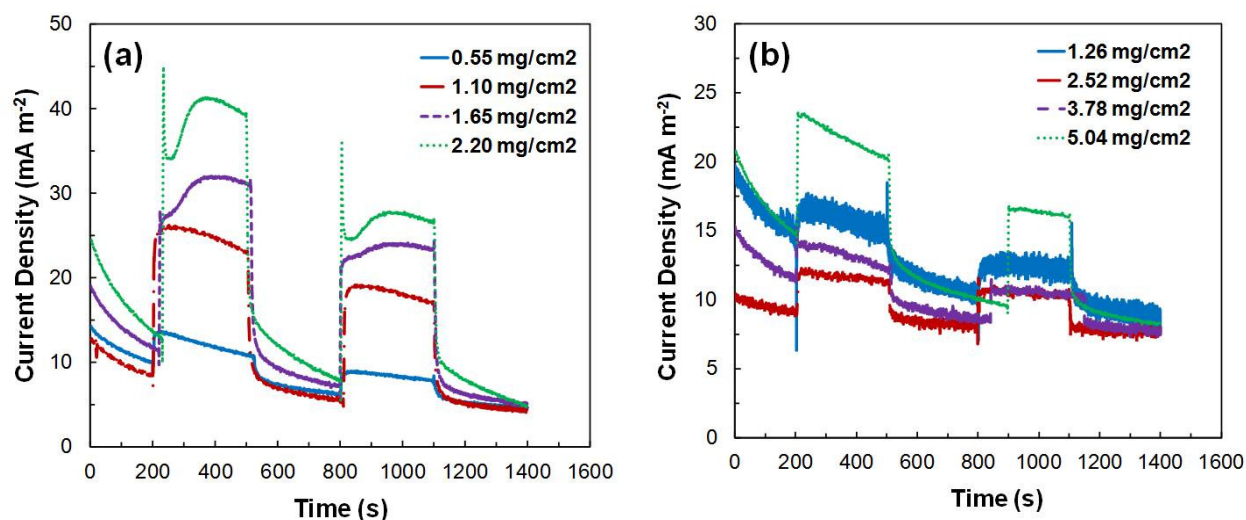 (a)
0.55 mg/cm2
1.10 mg/cm2
1.65 mg/cm2
2.20 mg/cm2
Current Density (mA m-2)
50
40
30
20
10
0
0 200 400 600 800 1000 1200 1400 1600
Time (s)
(b)
1.26 mg/cm2
2.52 mg/cm2
3.78 mg/cm2
5.04 mg/cm2
Current Density (mA m-2)
30
25
20
15
10
5
0
0 200 400 600 800 1000 1200 1400 1600
Time (s)